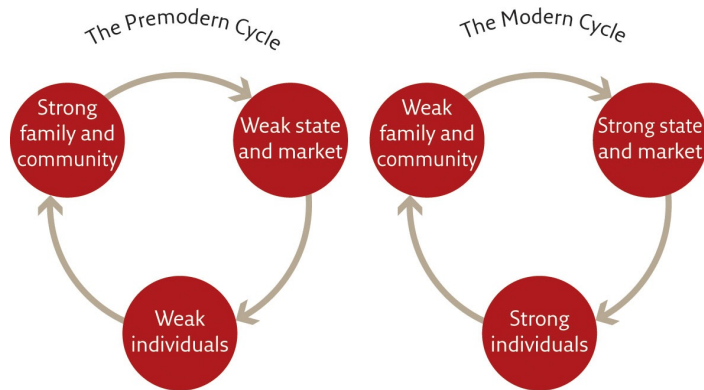 The Premodern Cycle
Strong
family and
community
Weak state
and market
Weak
individuals
The Modern Cycle
Weak
family and
community
Strong state
and market
Strong
individuals